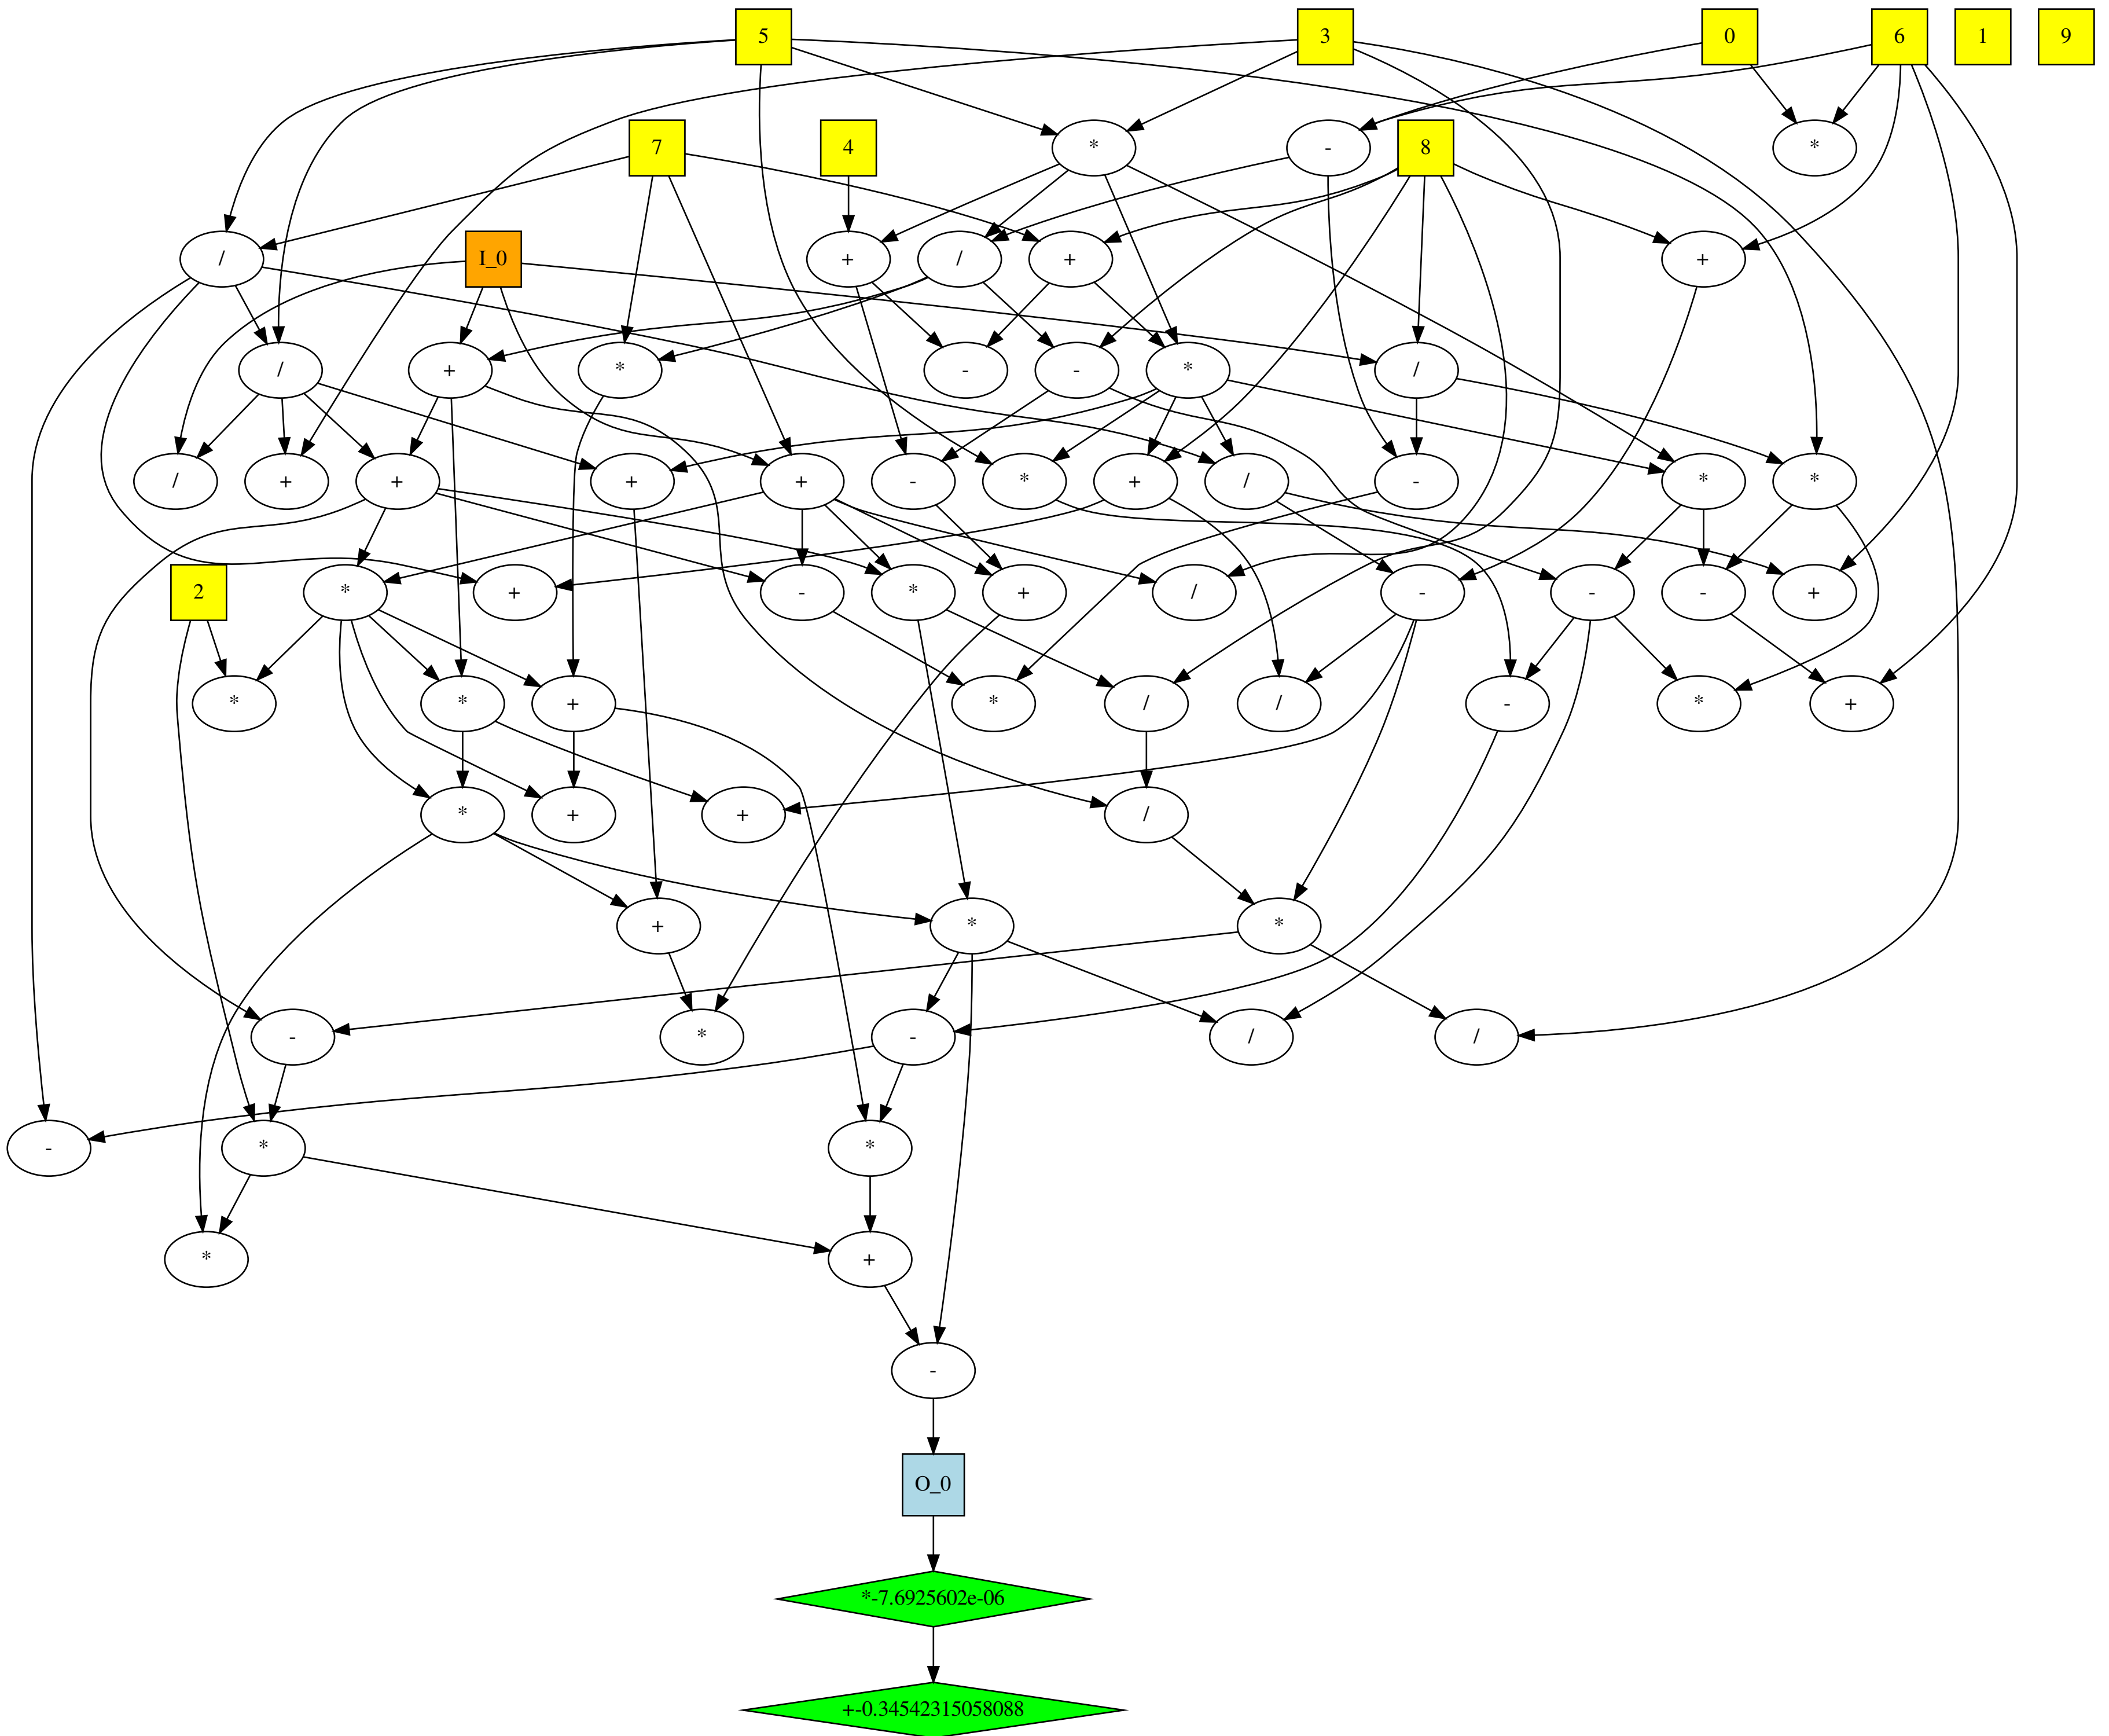 5 3 0 6 1 9
7 4 * - 8 *
/ I_0 + / + +
/ + * - - * /
/ + + + + - * + / - * *
2 * + - * + / - - - +
* * + * / / - * +
* + + /
+ * *
- * - / /
- * *
* +
-
O_0
*-7.6925602e-06
+-0.34542315058088